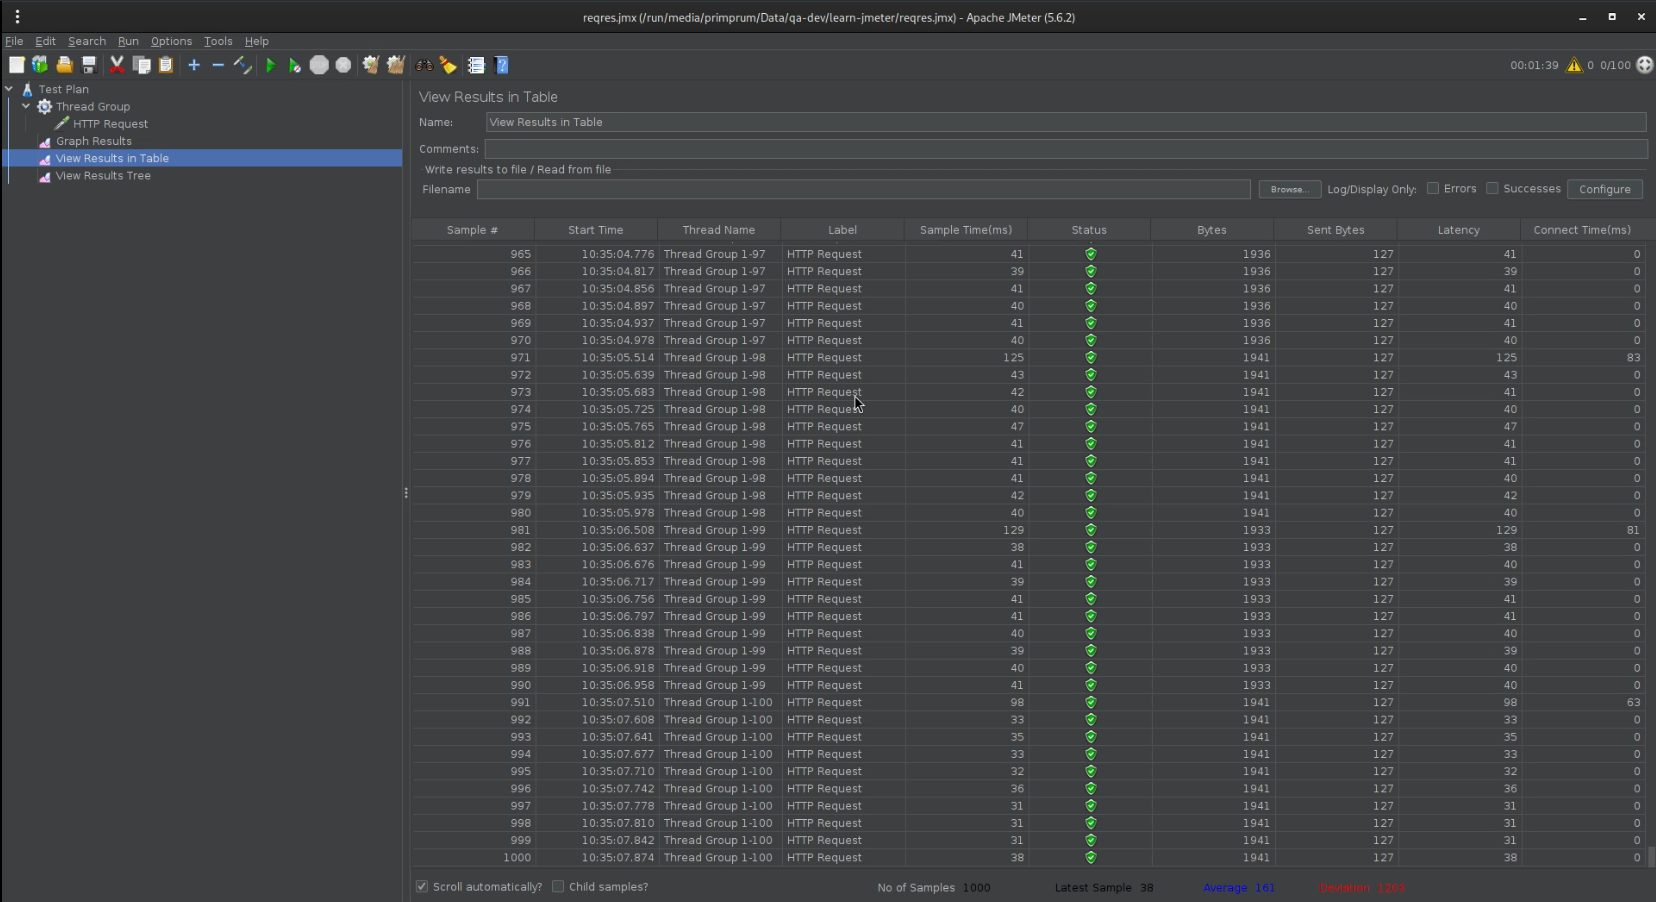 reqres.jmx (/run/media/primprum/Data/qa-dev/learn-jmeter/reqres.jmx) - Apache JMeter (5.6.2)
File Edit Search Run Options Tools Help
00:01:39 0 0/100
Test Plan
Thread Group
HTTP Request
Graph Results
View Results in Table
View Results Tree
View Results in Table
Name: View Results in Table
Comments:
Write results to file / Read from file
Filename Browse... Log/Display Only: Errors Successes Configure
Sample # Start Time Thread Name Label Sample Time(ms) Status Bytes Sent Bytes Latency Connect Time(ms)
965 10:35:04.776 Thread Group 1-97 HTTP Request 41 1936 127 41 0
966 10:35:04.817 Thread Group 1-97 HTTP Request 39 1936 127 39 0
967 10:35:04.856 Thread Group 1-97 HTTP Request 41 1936 127 41 0
968 10:35:04.897 Thread Group 1-97 HTTP Request 40 1936 127 40 0
969 10:35:04.937 Thread Group 1-97 HTTP Request 41 1936 127 41 0
970 10:35:04.978 Thread Group 1-97 HTTP Request 40 1936 127 40 0
971 10:35:05.514 Thread Group 1-98 HTTP Request 125 1941 127 125 83
972 10:35:05.639 Thread Group 1-98 HTTP Request 43 1941 127 43 0
973 10:35:05.683 Thread Group 1-98 HTTP Request 42 1941 127 41 0
974 10:35:05.725 Thread Group 1-98 HTTP Request 40 1941 127 40 0
975 10:35:05.765 Thread Group 1-98 HTTP Request 47 1941 127 47 0
976 10:35:05.812 Thread Group 1-98 HTTP Request 41 1941 127 41 0
977 10:35:05.853 Thread Group 1-98 HTTP Request 41 1941 127 41 0
978 10:35:05.894 Thread Group 1-98 HTTP Request 41 1941 127 40 0
979 10:35:05.935 Thread Group 1-98 HTTP Request 42 1941 127 42 0
980 10:35:05.978 Thread Group 1-98 HTTP Request 40 1941 127 40 0
981 10:35:06.508 Thread Group 1-99 HTTP Request 129 1933 127 129 81
982 10:35:06.637 Thread Group 1-99 HTTP Request 38 1933 127 38 0
983 10:35:06.676 Thread Group 1-99 HTTP Request 41 1933 127 40 0
984 10:35:06.717 Thread Group 1-99 HTTP Request 39 1933 127 39 0
985 10:35:06.756 Thread Group 1-99 HTTP Request 41 1933 127 41 0
986 10:35:06.797 Thread Group 1-99 HTTP Request 41 1933 127 41 0
987 10:35:06.838 Thread Group 1-99 HTTP Request 40 1933 127 40 0
988 10:35:06.878 Thread Group 1-99 HTTP Request 39 1933 127 39 0
989 10:35:06.918 Thread Group 1-99 HTTP Request 40 1933 127 40 0
990 10:35:06.958 Thread Group 1-99 HTTP Request 41 1933 127 40 0
991 10:35:07.510 Thread Group 1-100 HTTP Request 98 1941 127 98 63
992 10:35:07.608 Thread Group 1-100 HTTP Request 33 1941 127 33 0
993 10:35:07.641 Thread Group 1-100 HTTP Request 35 1941 127 35 0
994 10:35:07.677 Thread Group 1-100 HTTP Request 33 1941 127 33 0
995 10:35:07.710 Thread Group 1-100 HTTP Request 32 1941 127 32 0
996 10:35:07.742 Thread Group 1-100 HTTP Request 36 1941 127 36 0
997 10:35:07.778 Thread Group 1-100 HTTP Request 31 1941 127 31 0
998 10:35:07.810 Thread Group 1-100 HTTP Request 31 1941 127 31 0
999 10:35:07.842 Thread Group 1-100 HTTP Request 31 1941 127 31 0
1000 10:35:07.874 Thread Group 1-100 HTTP Request 38 1941 127 38 0
Scroll automatically? Child samples? No of Samples 1000 Latest Sample 38 Average 161 Deviation 1203